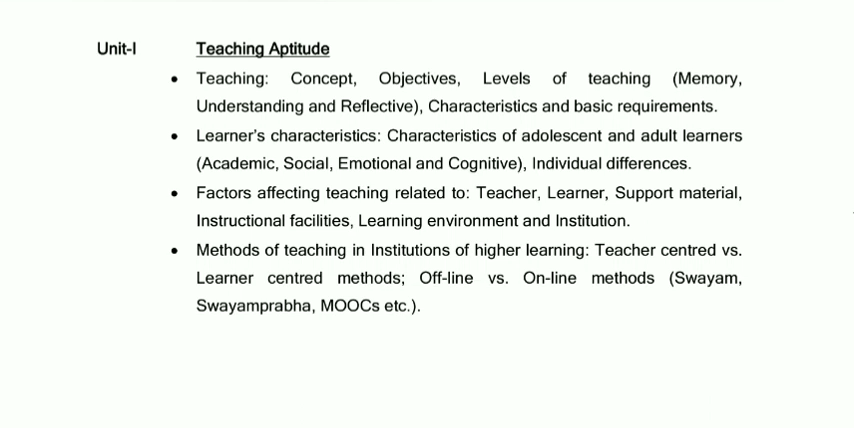 Unit-I Teaching Aptitude
• Teaching: Concept, Objectives, Levels of teaching (Memory,
Understanding and Reflective), Characteristics and basic requirements.
• Learner's characteristics: Characteristics of adolescent and adult learners
(Academic, Social, Emotional and Cognitive), Individual differences.
• Factors affecting teaching related to: Teacher, Learner, Support material,
Instructional facilities, Learning environment and Institution.
• Methods of teaching in Institutions of higher learning: Teacher centred vs.
Learner centred methods; Off-line vs. On-line methods (Swayam,
Swayamprabha, MOOCs etc.).